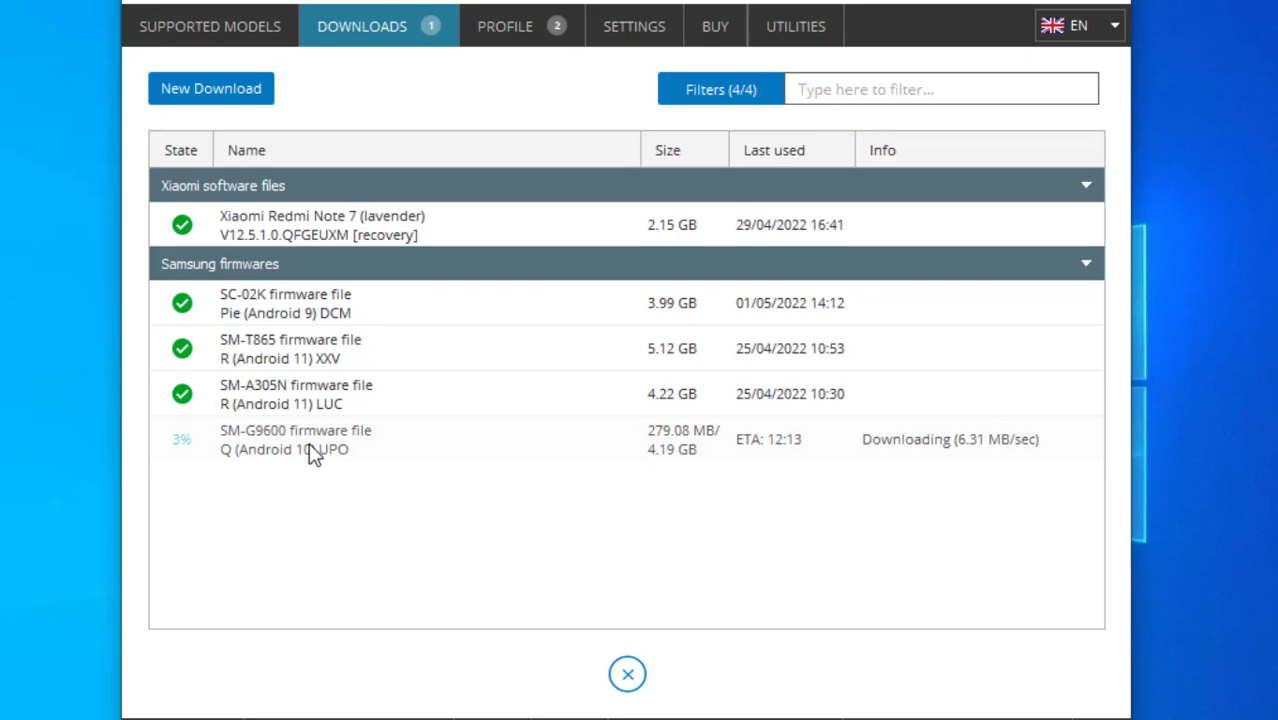 SUPPORTED MODELS DOWNLOADS 1 PROFILE 2 SETTINGS BUY UTILITIES EN
New Download Filters (4/4) Type here to filter...
State Name Size Last used Info
Xiaomi software files
Xiaomi Redmi Note 7 (lavender)
V12.5.1.0.QFGEUXM [recovery] 2.15 GB 29/04/2022 16:41
Samsung firmwares
SC-02K firmware file
Pie (Android 9) DCM 3.99 GB 01/05/2022 14:12
SM-T865 firmware file
R (Android 11) XXV 5.12 GB 25/04/2022 10:53
SM-A305N firmware file
R (Android 11) LUC 4.22 GB 25/04/2022 10:30
3% SM-G9600 firmware file 279.08 MB/ ETA: 12:13 Downloading (6.31 MB/sec)
Q (Android 10) UPO 4.19 GB